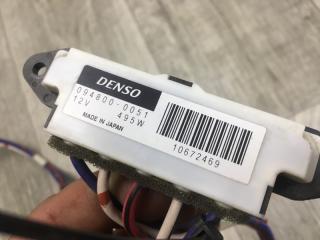 DENSO
094800-0051
12V 495W
MADE IN JAPAN
10672469